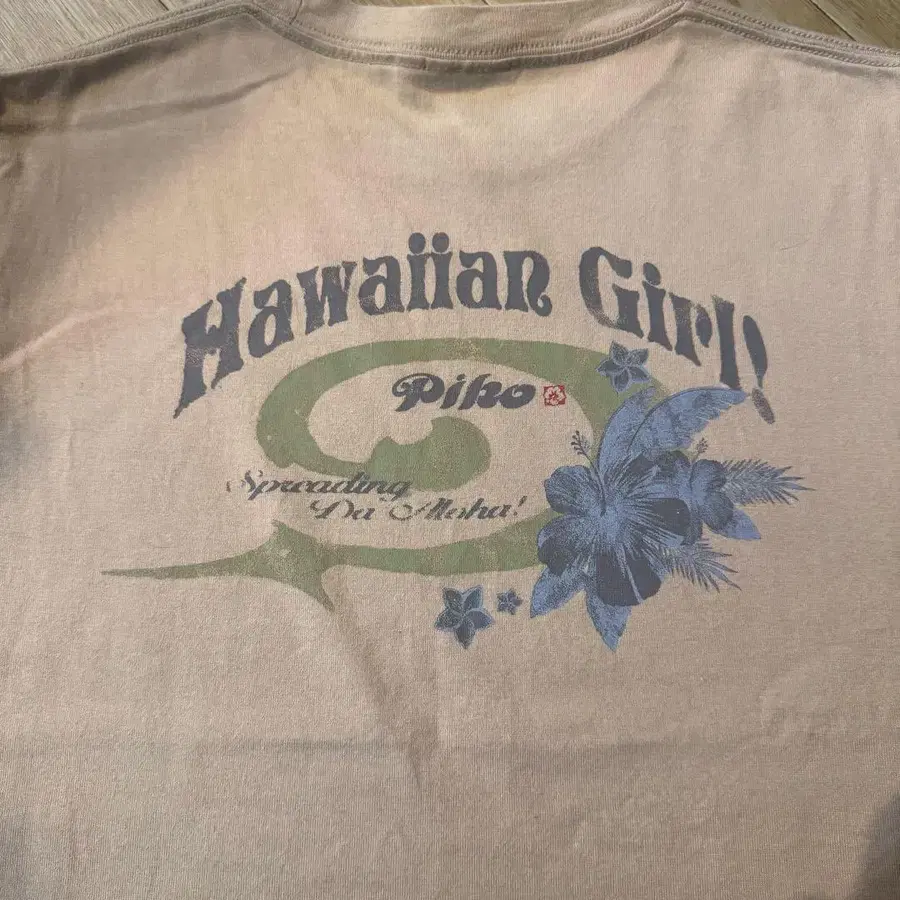 Hawaiian Girl!
Piko
Spreading
Da Aloha!